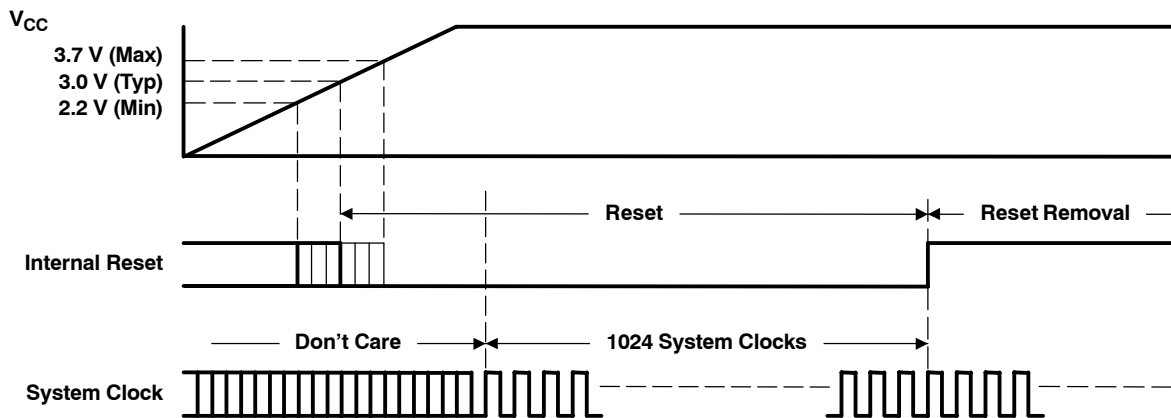 VCC
3.7 V (Max)
3.0 V (Typ)
2.2 V (Min)
Reset
Reset Removal
Internal Reset
Don’t Care
1024 System Clocks
System Clock